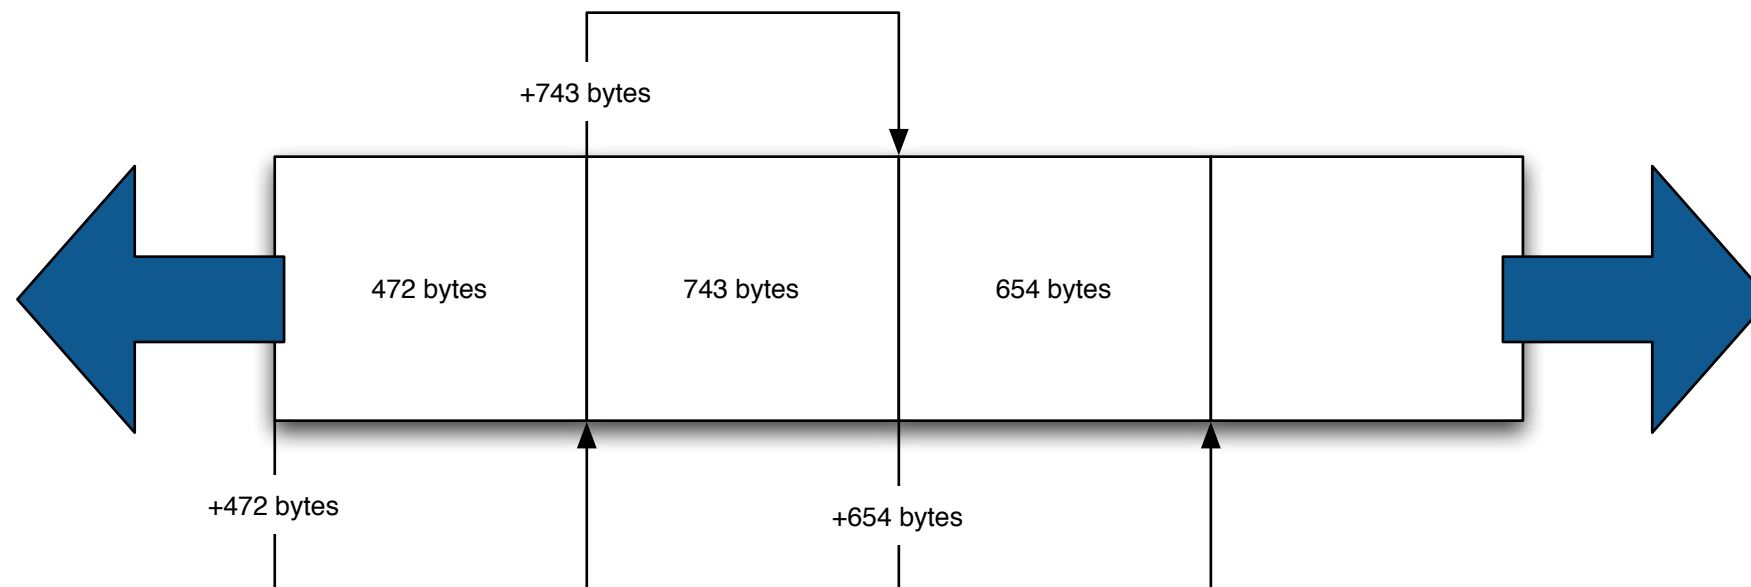 +743 bytes
472 bytes
743 bytes
654 bytes
+472 bytes
+654 bytes